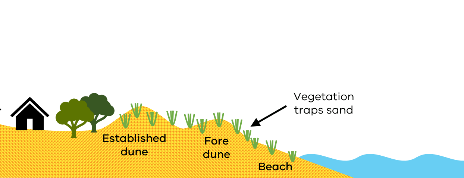 Vegetation
traps sand
Established
dune
Fore
dune
Beach